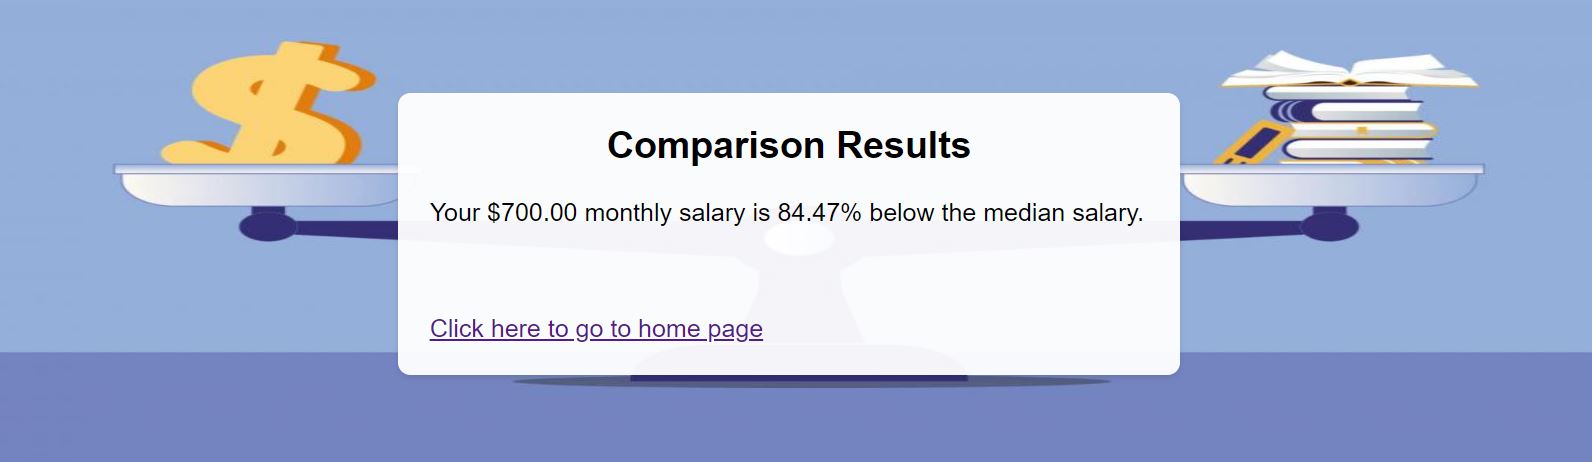 Comparison Results
Your $700.00 monthly salary is 84.47% below the median salary.
Click here to go to home page